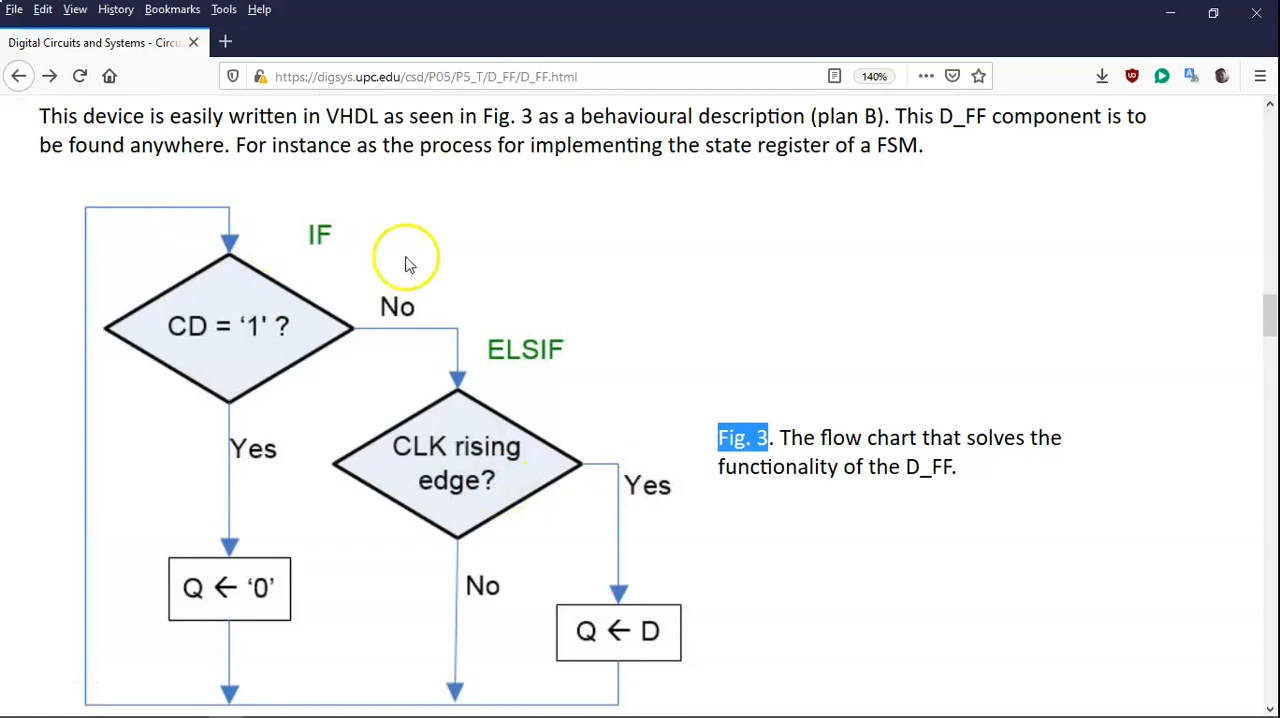 File Edit View History Bookmarks Tools Help
Digital Circuits and Systems - Circu
https://digsys.upc.edu/csd/P05/P5_T/D_FF/D_FF.html
140%
This device is easily written in VHDL as seen in Fig. 3 as a behavioural description (plan B). This D_FF component is to
be found anywhere. For instance as the process for implementing the state register of a FSM.
IF
CD = ‘1' ?
No
ELSIF
Yes
CLK rising
edge?
Yes
Q ← ‘0’
No
Q ← D
Fig. 3. The flow chart that solves the
functionality of the D_FF.